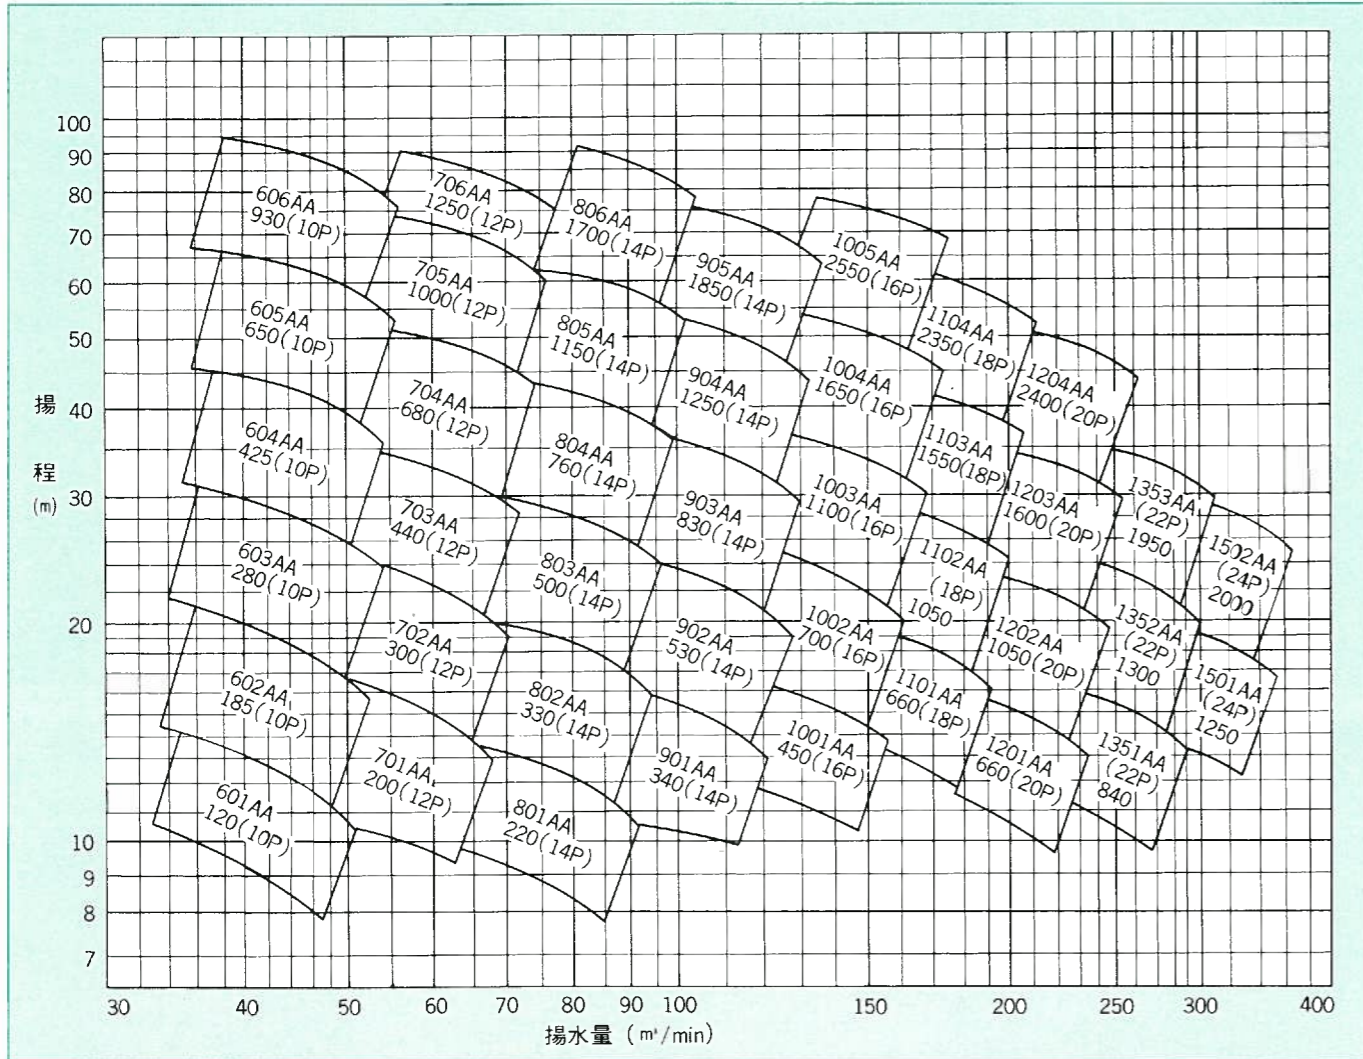 100
90
80
70
60
50
40
30
20
10
9
8
7
揚
程
(m)
30
40
50
60
70
80
90
100
150
200
250
300
400
揚水量 (m³/min)
606AA
930(10P)
706AA
1250(12P)
806AA
1700(14P)
905AA
1850(14P)
1005AA
2550(16P)
1104AA
2350(18P)
1204AA
2400(20P)
605AA
650(10P)
705AA
1000(12P)
805AA
1150(14P)
904AA
1250(14P)
1004AA
1650(16P)
1103AA
1550(18P)
1203AA
1600(20P)
1353AA
(22P)
1950
1502AA
(24P)
2000
604AA
425(10P)
704AA
680(12P)
804AA
760(14P)
903AA
830(14P)
1003AA
1100(16P)
1102AA
(18P)
1050
1202AA
1050(20P)
1352AA
(22P)
1300
1501AA
(24P)
1250
603AA
280(10P)
703AA
440(12P)
803AA
500(14P)
902AA
530(14P)
1002AA
700(16P)
1101AA
660(18P)
1201AA
660(20P)
1351AA
(22P)
840
602AA
185(10P)
702AA
300(12P)
802AA
330(14P)
901AA
340(14P)
1001AA
450(16P)
601AA
120(10P)
701AA
200(12P)
801AA
220(14P)